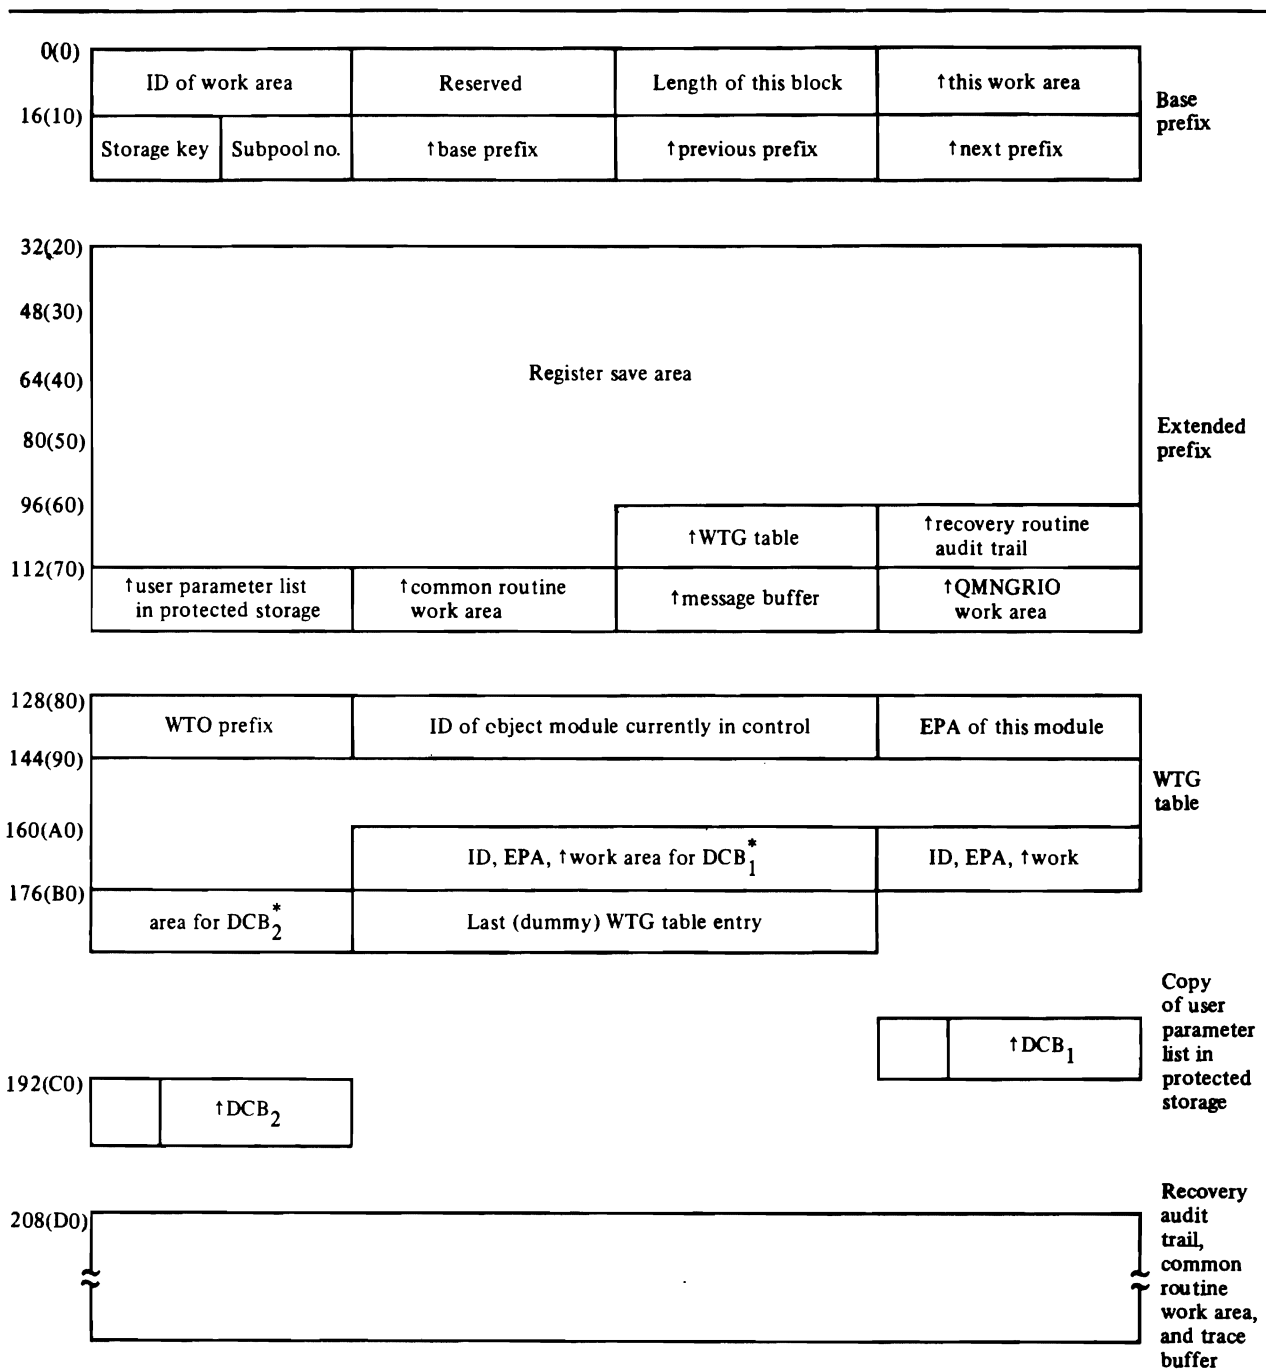 0(0)
ID of work area Reserved Length of this block ↑this work area
Base
prefix
16(10)
Storage key Subpool no. ↑base prefix ↑previous prefix ↑next prefix
32(20)
48(30)
64(40)
Register save area
80(50)
Extended
prefix
96(60)
↑WTG table ↑recovery routine
audit trail
112(70)
↑user parameter list
in protected storage
↑common routine
work area
↑message buffer
↑QMNGRIO
work area
128(80)
WTO prefix ID of cbject module currently in control EPA of this module
144(90)
WTG
table
160(A0)
ID, EPA, ↑work area for DCB1* ID, EPA, ↑work
176(B0)
area for DCB2* Last (dummy) WTG table entry
Copy
of user
parameter
list in
protected
storage
↑DCB1
192(C0)
↑DCB2
208(D0)
Recovery
audit
trail,
common
routine
work area,
and trace
buffer